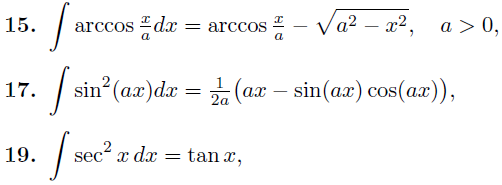 15. ∫ arccos x/a dx = arccos x/a − √(a² − x²), a > 0,
17. ∫ sin²(ax)dx = 1/2a (ax − sin(ax) cos(ax)),
19. ∫ sec² x dx = tan x,